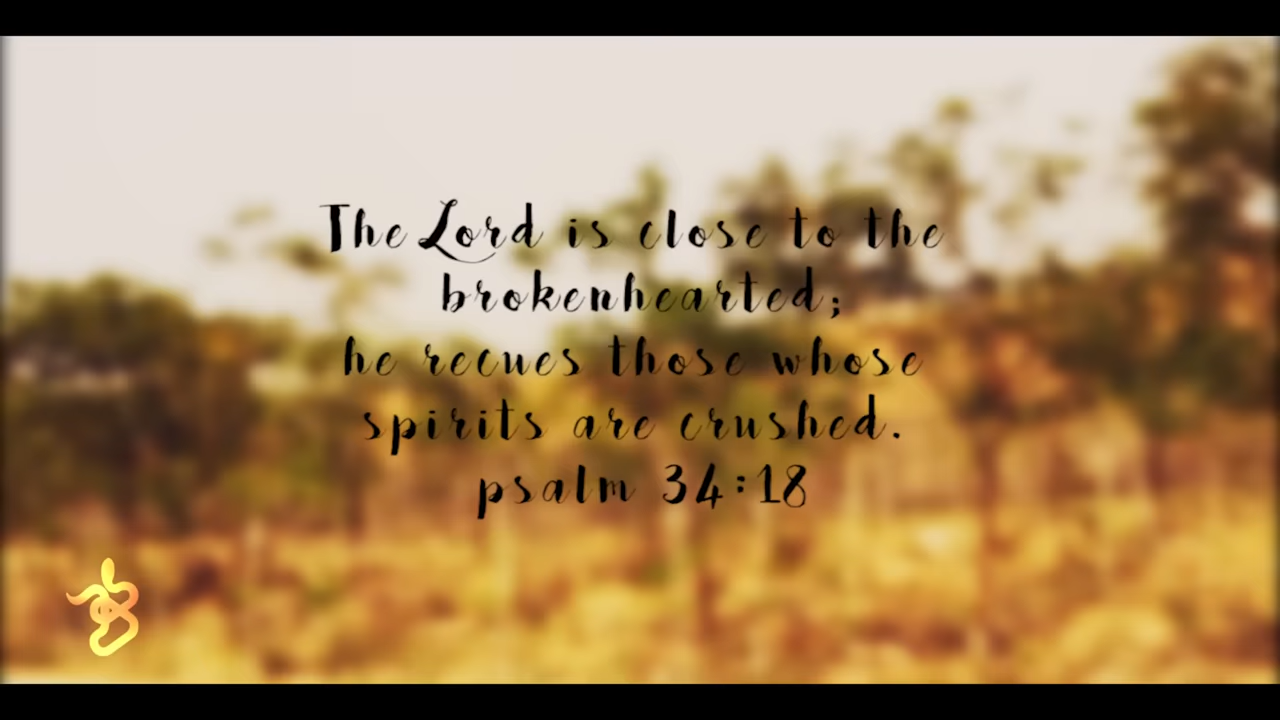 The Lord is close to the
brokenhearted;
he recues those whose
spirits are crushed.
psalm 34:18